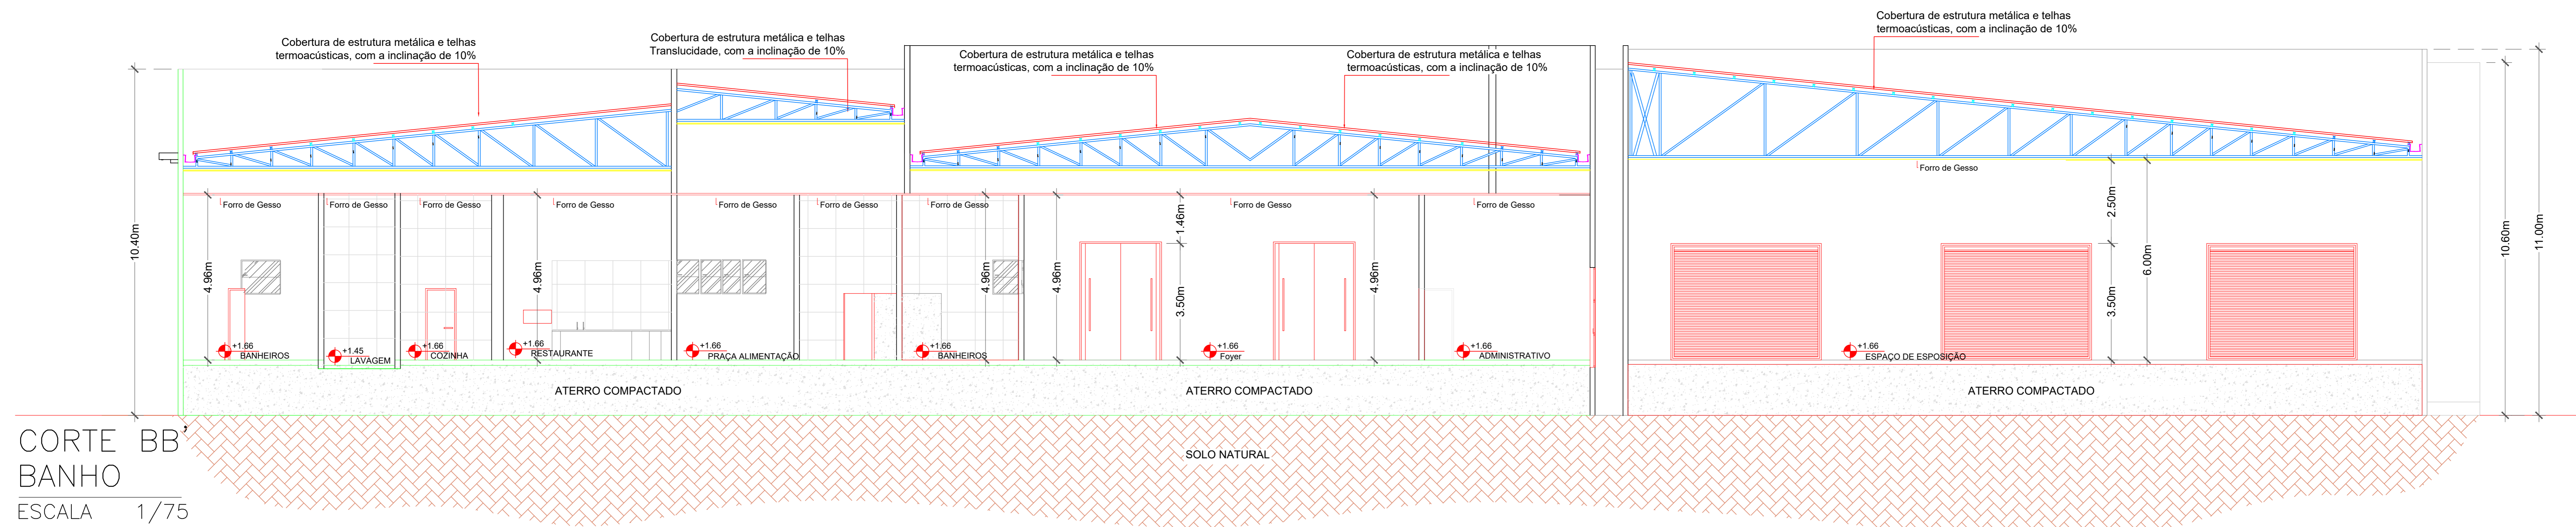 Cobertura de estrutura metálica e telhas
termoacústicas, com a inclinação de 10%
Cobertura de estrutura metálica e telhas
Translucidade, com a inclinação de 10%
Cobertura de estrutura metálica e telhas
termoacústicas, com a inclinação de 10%
Cobertura de estrutura metálica e telhas
termoacústicas, com a inclinação de 10%
Cobertura de estrutura metálica e telhas
termoacústicas, com a inclinação de 10%
Forro de Gesso
Forro de Gesso
Forro de Gesso
Forro de Gesso
Forro de Gesso
Forro de Gesso
Forro de Gesso
Forro de Gesso
Forro de Gesso
Forro de Gesso
10.40m
4.96m
4.96m
4.96m
4.96m
1.46m
3.50m
4.96m
2.50m
3.50m
6.00m
10.60m
11.00m
+1.66
BANHEIROS
+1.45
LAVAGEM
+1.66
COZINHA
+1.66
RESTAURANTE
+1.66
PRAÇA ALIMENTAÇÃO
+1.66
BANHEIROS
+1.66
Foyer
+1.66
ADMINISTRATIVO
+1.66
ESPAÇO DE ESPOSIÇÃO
ATERRO COMPACTADO
ATERRO COMPACTADO
ATERRO COMPACTADO
SOLO NATURAL
CORTE BB'
BANHO
ESCALA 1/75